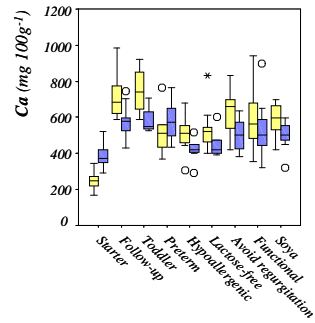 Ca (mg 100g⁻¹)
1200
1000
800
600
400
200
0
Starter
Follow-up
Toddler
Preterm
Hypoallergenic
Lactose-free
Avoid regurgitation
Functional
Soya